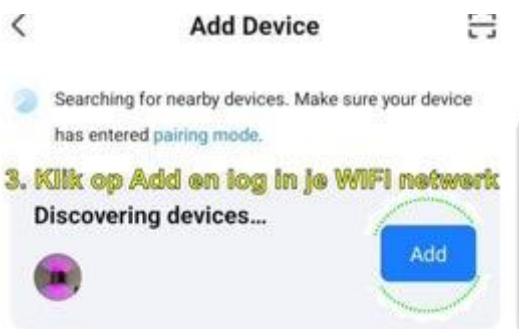 Add Device
Searching for nearby devices. Make sure your device
has entered pairing mode.
3. Klik op Add en log in je WIFI netwerk
Discovering devices...
Add